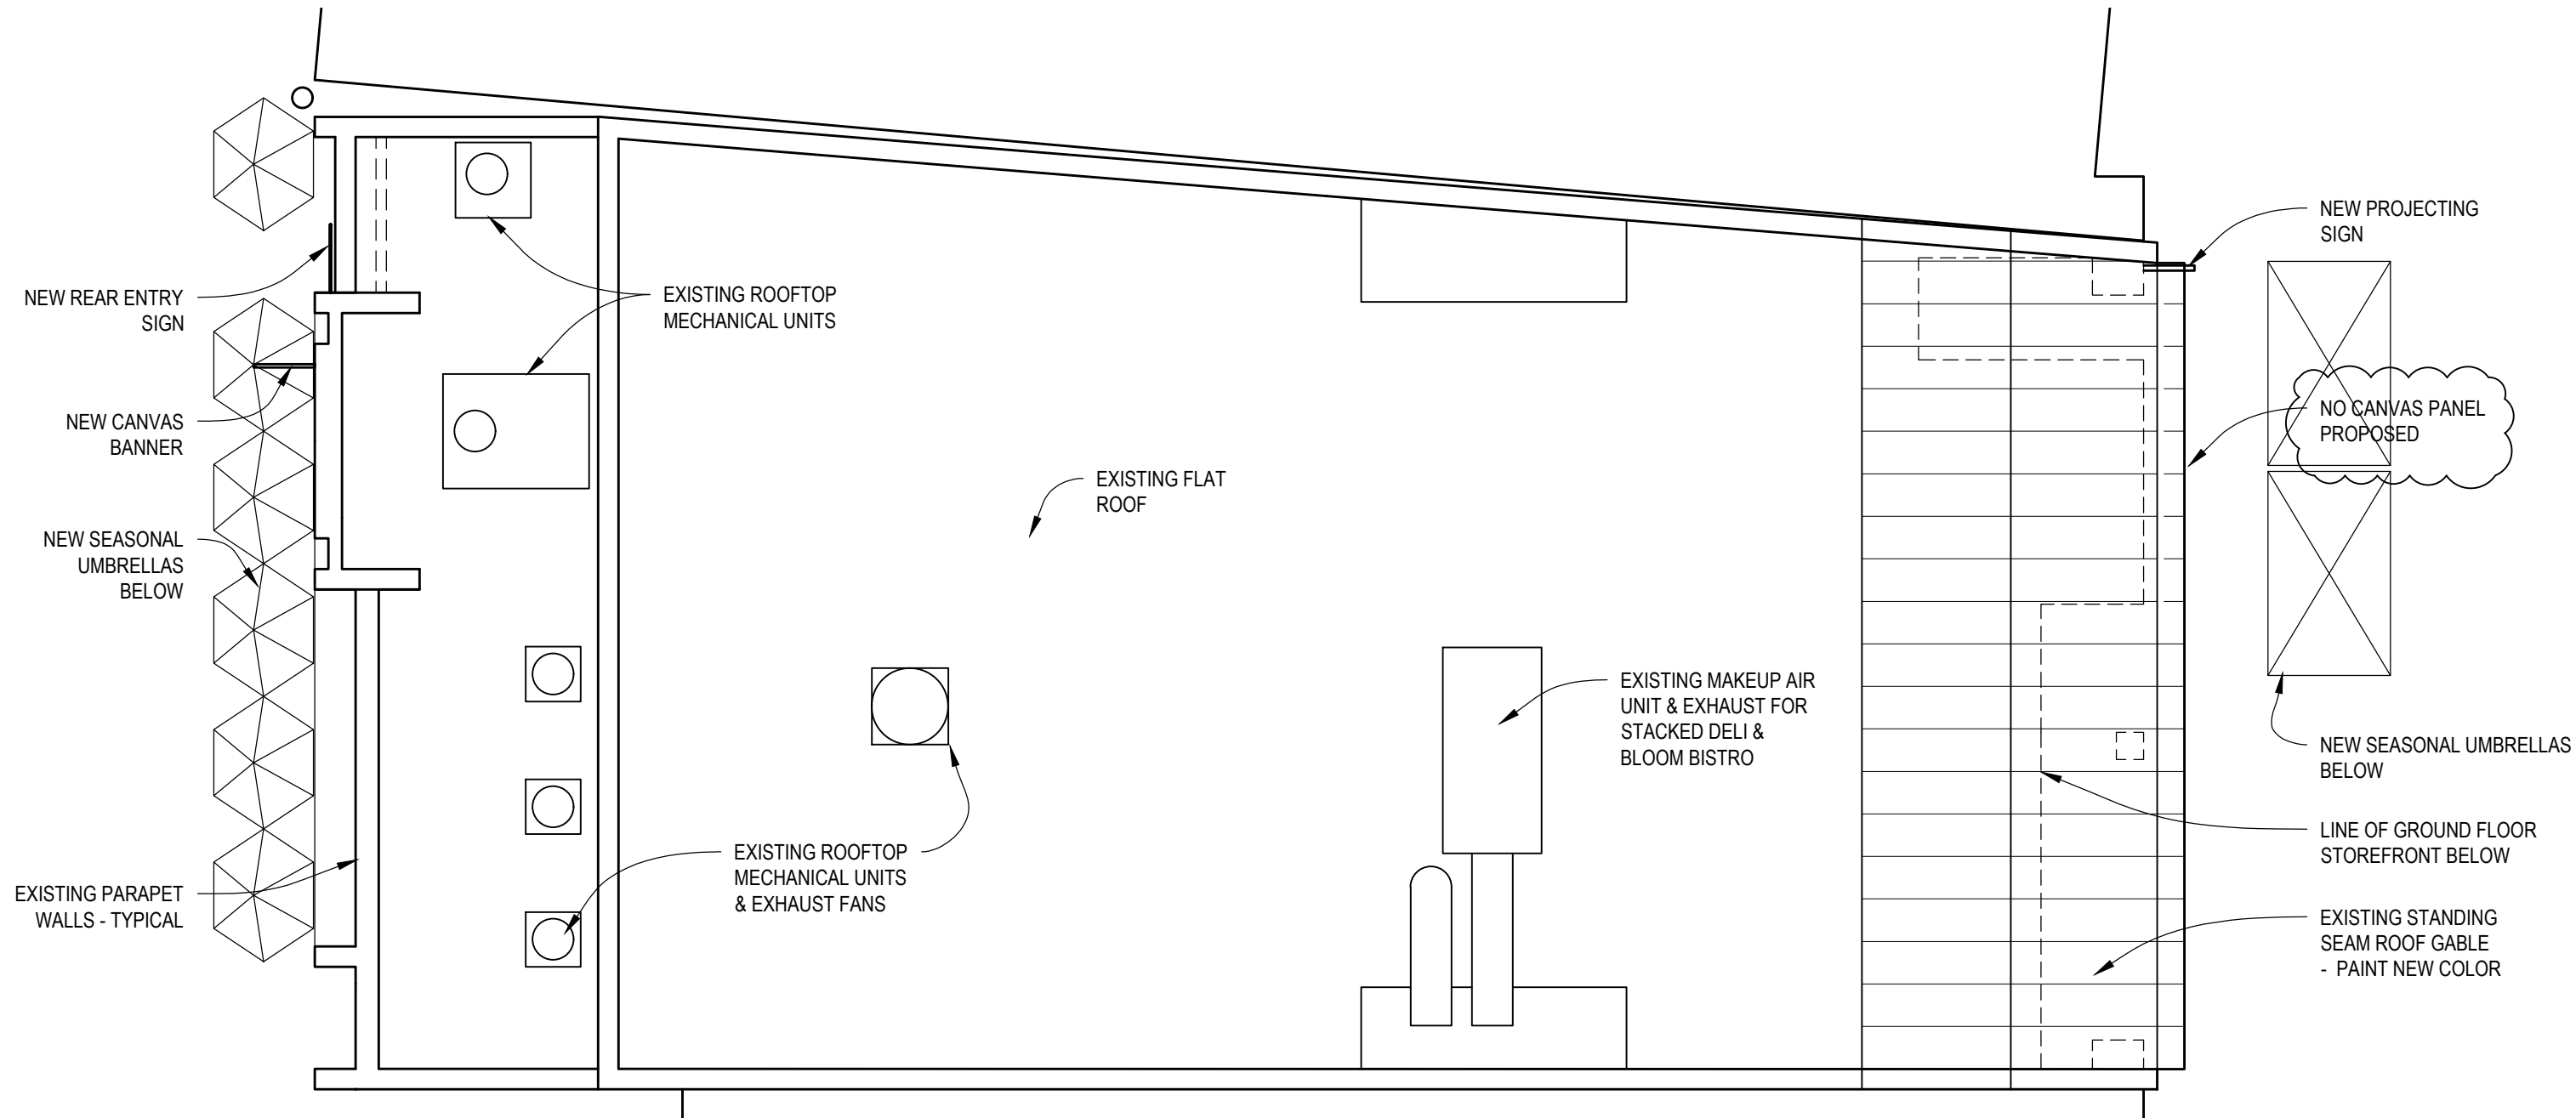 NEW REAR ENTRY
SIGN
NEW CANVAS
BANNER
NEW SEASONAL
UMBRELLAS
BELOW
EXISTING PARAPET
WALLS - TYPICAL
EXISTING ROOFTOP
MECHANICAL UNITS
EXISTING FLAT
ROOF
EXISTING ROOFTOP
MECHANICAL UNITS
& EXHAUST FANS
EXISTING MAKEUP AIR
UNIT & EXHAUST FOR
STACKED DELI &
BLOOM BISTRO
NEW PROJECTING
SIGN
NO CANVAS PANEL
PROPOSED
NEW SEASONAL UMBRELLAS
BELOW
LINE OF GROUND FLOOR
STOREFRONT BELOW
EXISTING STANDING
SEAM ROOF GABLE
- PAINT NEW COLOR